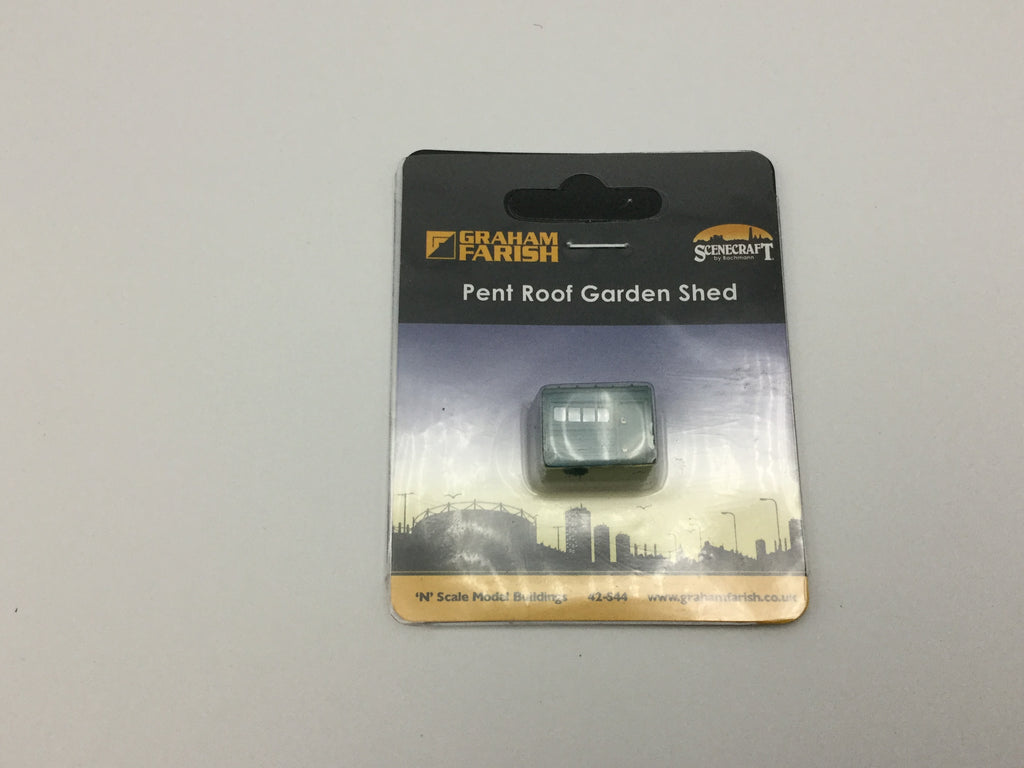 GRAHAM
FARISH
SCENECRAFT
by Bachmann
Pent Roof Garden Shed
'N' Scale Model Buildings 42-544 www.grahamfarish.co.uk